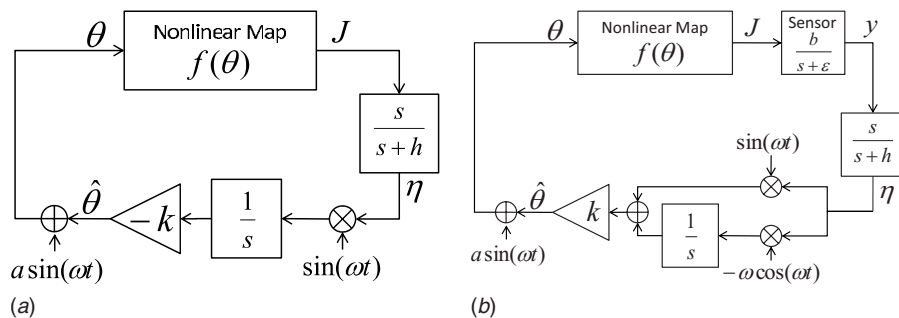 θ
Nonlinear Map
f(θ)
J
s
s + h
η
sin(ωt)
1
s
−k
θ̂
a sin(ωt)
(a)
θ
Nonlinear Map
f(θ)
J
Sensor
b
s + ε
y
s
s + h
η
sin(ωt)
−ω cos(ωt)
1
s
k
θ̂
a sin(ωt)
(b)